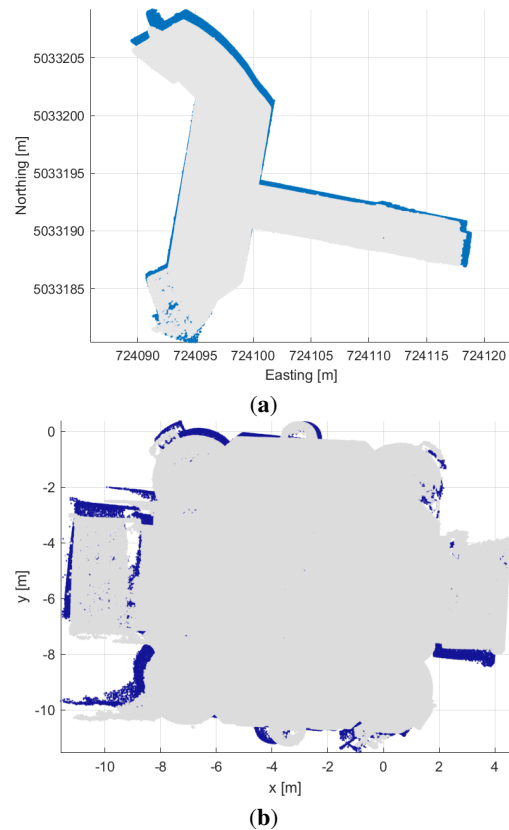 5033205
5033200
5033195
5033190
5033185
Northing [m]
724090 724095 724100 724105 724110 724115 724120
Easting [m]
(a)
0
-2
-4
-6
-8
-10
y [m]
-10 -8 -6 -4 -2 0 2 4
x [m]
(b)